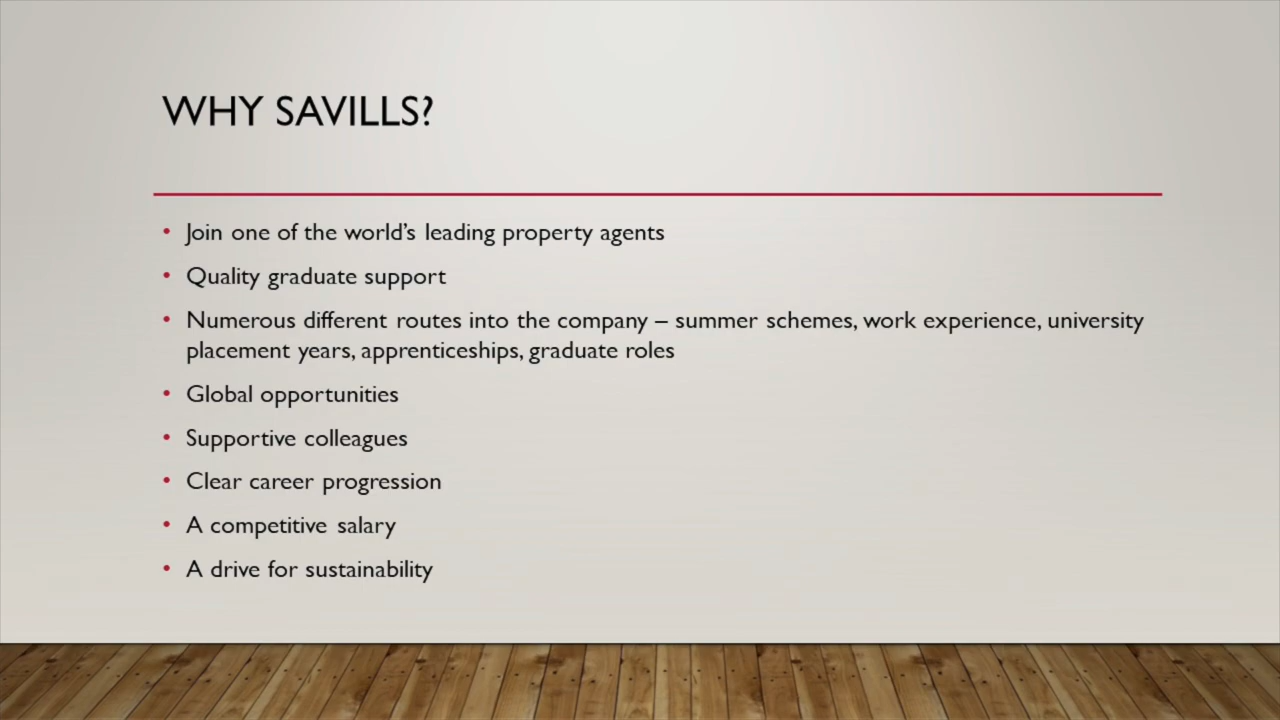 WHY SAVILLS?
• Join one of the world’s leading property agents
• Quality graduate support
• Numerous different routes into the company – summer schemes, work experience, university
placement years, apprenticeships, graduate roles
• Global opportunities
• Supportive colleagues
• Clear career progression
• A competitive salary
• A drive for sustainability